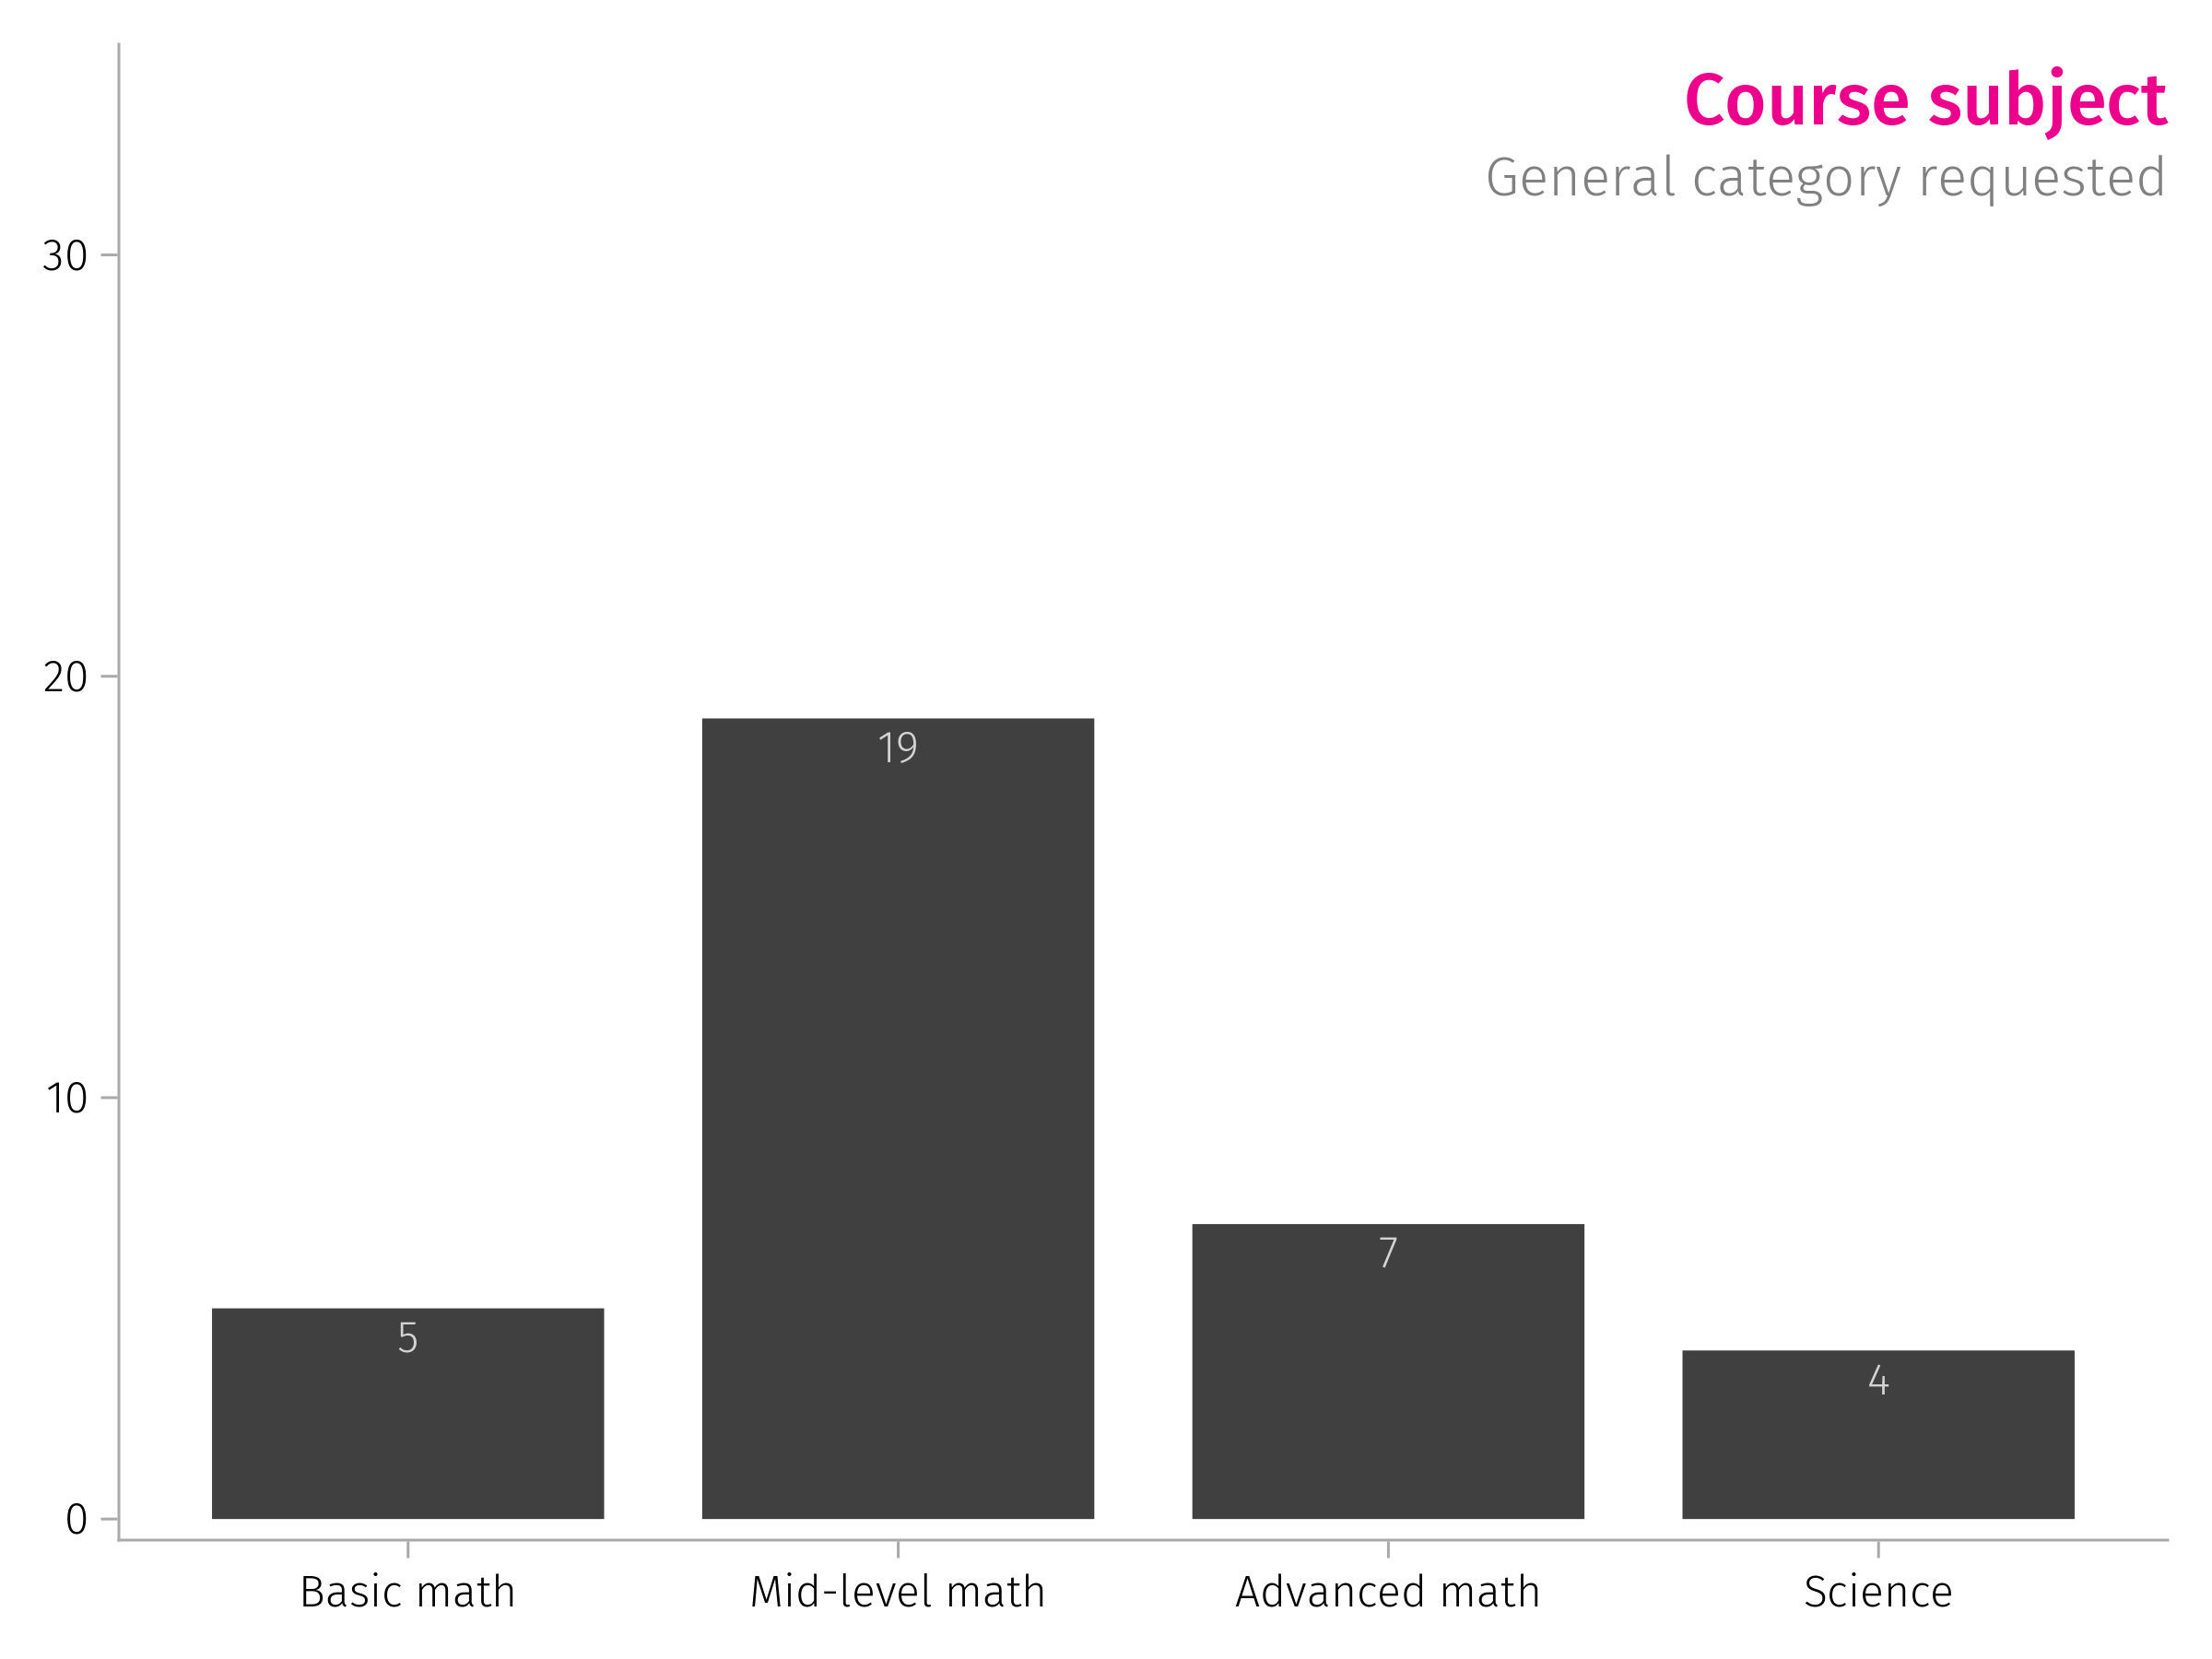 Course subject
General category requested
30
20
10
0
5
19
7
4
Basic math
Mid-level math
Advanced math
Science